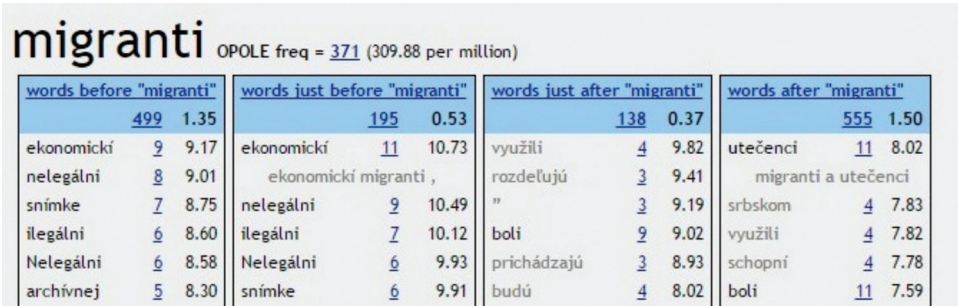 migranti OPOLE freq = 371 (309.88 per million)
words before "migranti" words just before "migranti" words just after "migranti" words after "migranti"
499 1.35 195 0.53 138 0.37 555 1.50
ekonomickí 9 9.17 ekonomickí 11 10.73 využili 4 9.82 utečenci 11 8.02
nelegálni 8 9.01 ekonomickí migranti , rozdeľujú 3 9.41 migranti a utečenci
snímke 7 8.75 nelegálni 9 10.49 " 3 9.19 srbskom 4 7.83
ilegálni 6 8.60 ilegálni 7 10.12 boli 9 9.02 využili 4 7.82
Nelegálni 6 8.58 Nelegálni 6 9.93 prichádzajú 3 8.93 schopní 4 7.78
archívnej 5 8.30 snímke 6 9.91 budú 4 8.02 boli 11 7.59